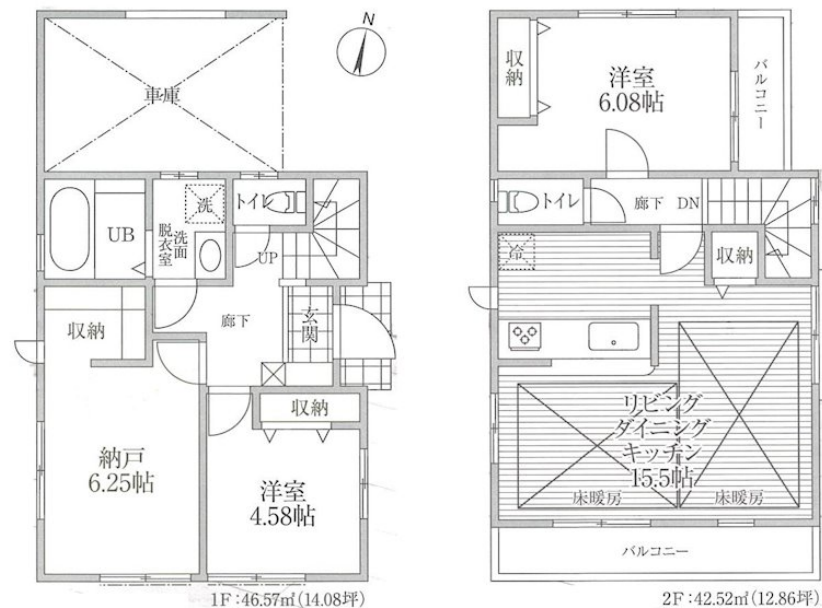 N
車庫
UB
洗面
脱衣室
洗
トイレ
UP
収納
廊下
玄関
納戸
6.25帖
収納
洋室
4.58帖
1F:46.57㎡(14.08坪)
収納
洋室
6.08帖
バルコニー
トイレ
廊下 DN
冷
収納
リビング
ダイニング
キッチン
15.5帖
床暖房
床暖房
バルコニー
2F:42.52㎡(12.86坪)